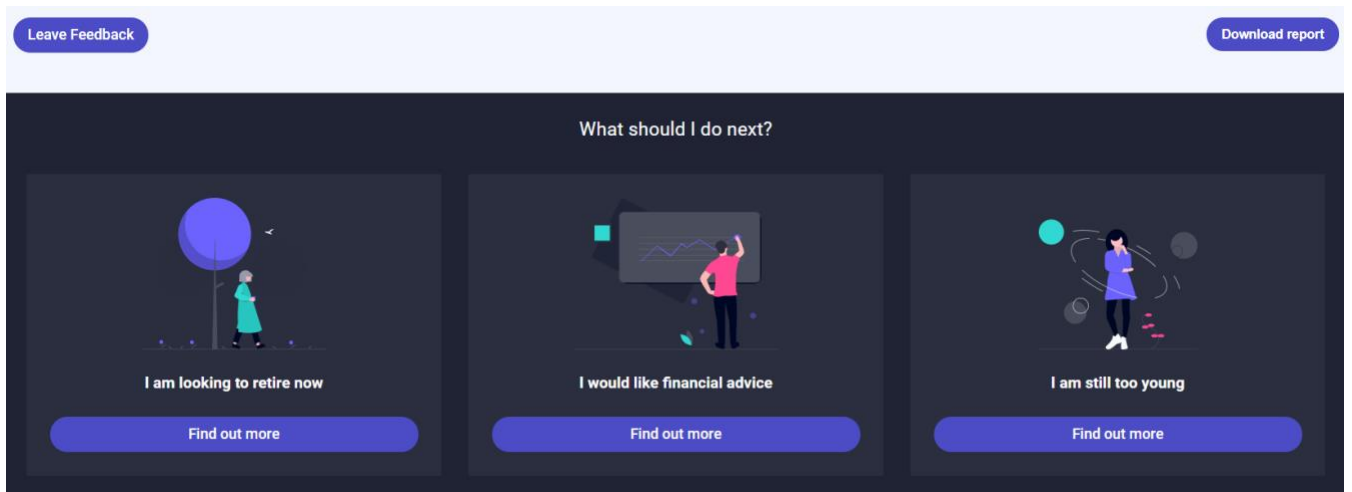 Leave Feedback
Download report
What should I do next?
I am looking to retire now
I would like financial advice
I am still too young
Find out more
Find out more
Find out more